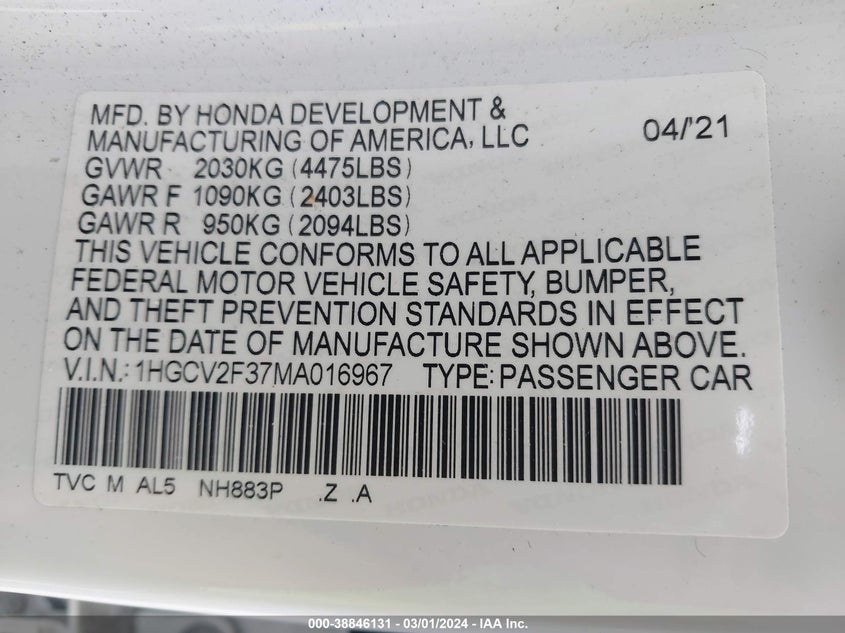 MFD. BY HONDA DEVELOPMENT &
MANUFACTURING OF AMERICA, LLC 04/'21
GVWR 2030KG (4475LBS)
GAWR F 1090KG (2403LBS)
GAWR R 950KG (2094LBS)
THIS VEHICLE CONFORMS TO ALL APPLICABLE
FEDERAL MOTOR VEHICLE SAFETY, BUMPER,
AND THEFT PREVENTION STANDARDS IN EFFECT
ON THE DATE OF MANUFACTURE SHOWN ABOVE.
V.I.N.: 1HGCV2F37MA016967 TYPE: PASSENGER CAR
TVC M AL5 NH883P .Z .A
000-38846131 - 03/01/2024 - IAA Inc.